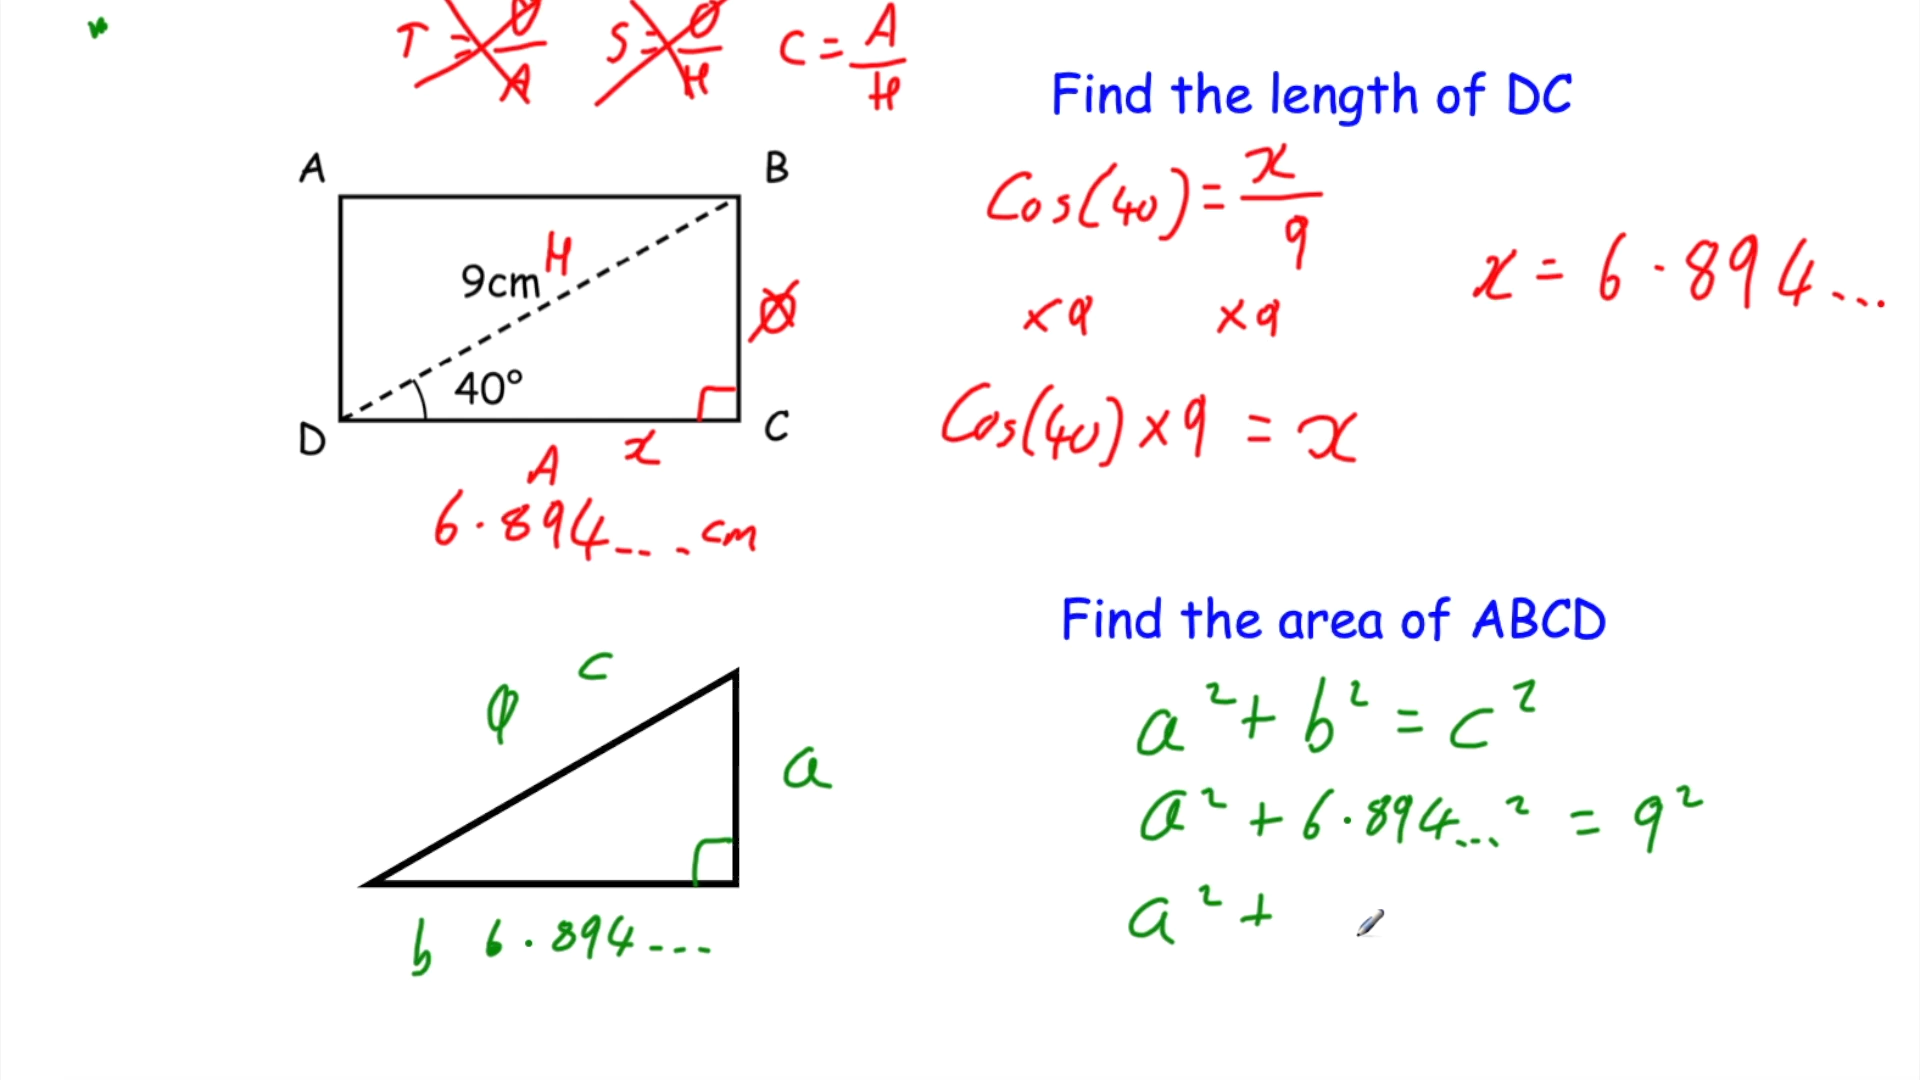 T = O/A S = O/H C = A/H
Find the length of DC
A B
Cos(40) = x/9
H
9cm
x = 6.894...
O
×9 ×9
40°
D C
Cos(40) × 9 = x
A x
6.894.... cm
Find the area of ABCD
c
9
a² + b² = c²
a
a² + 6.894...² = 9²
a² +
b 6.894---